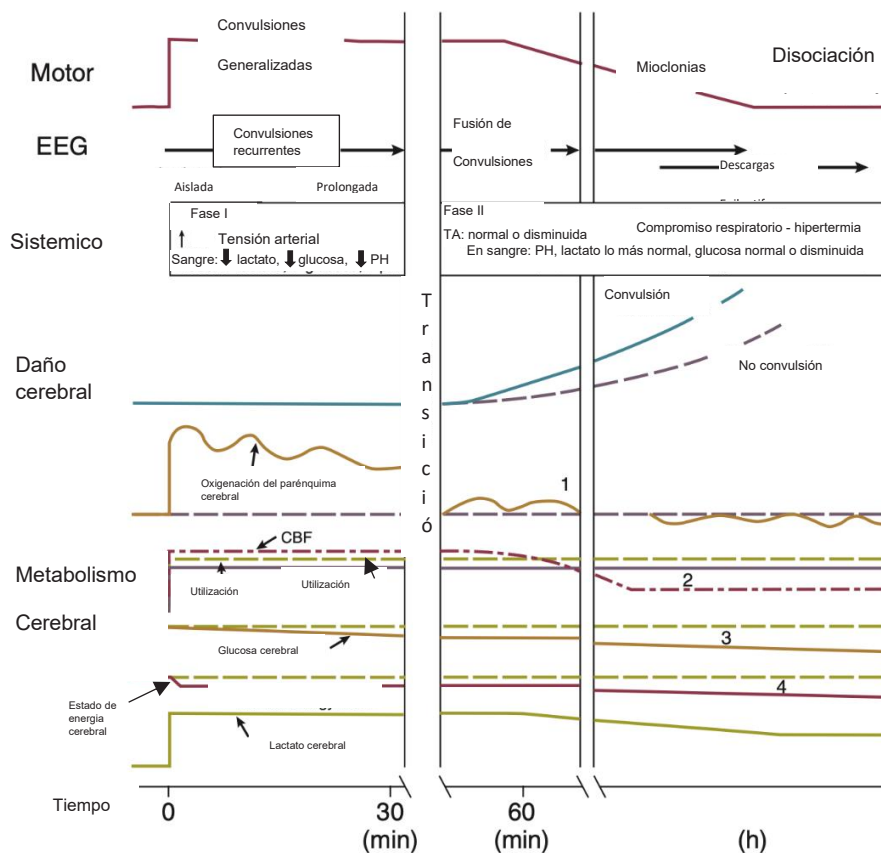 Motor
Convulsiones
Generalizadas
Mioclonias
Disociación
EEG
Convulsiones
recurrentes
Fusión de
Convulsiones
Descargas
Aislada
Prolongada
Sistemico
Fase I
Tensión arterial
Sangre: lactato, glucosa, PH
Fase II
TA: normal o disminuida
Compromiso respiratorio - hipertermia
En sangre: PH, lactato lo más normal, glucosa normal o disminuida
Transició
Daño
cerebral
Convulsión
No convulsión
Oxigenación del parénquima
cerebral
1
Metabolismo
Cerebral
CBF
Utilización
Utilización
2
Glucosa cerebral
3
Estado de
energia
cerebral
4
Lactato cerebral
Tiempo
0
30
(min)
60
(min)
(h)